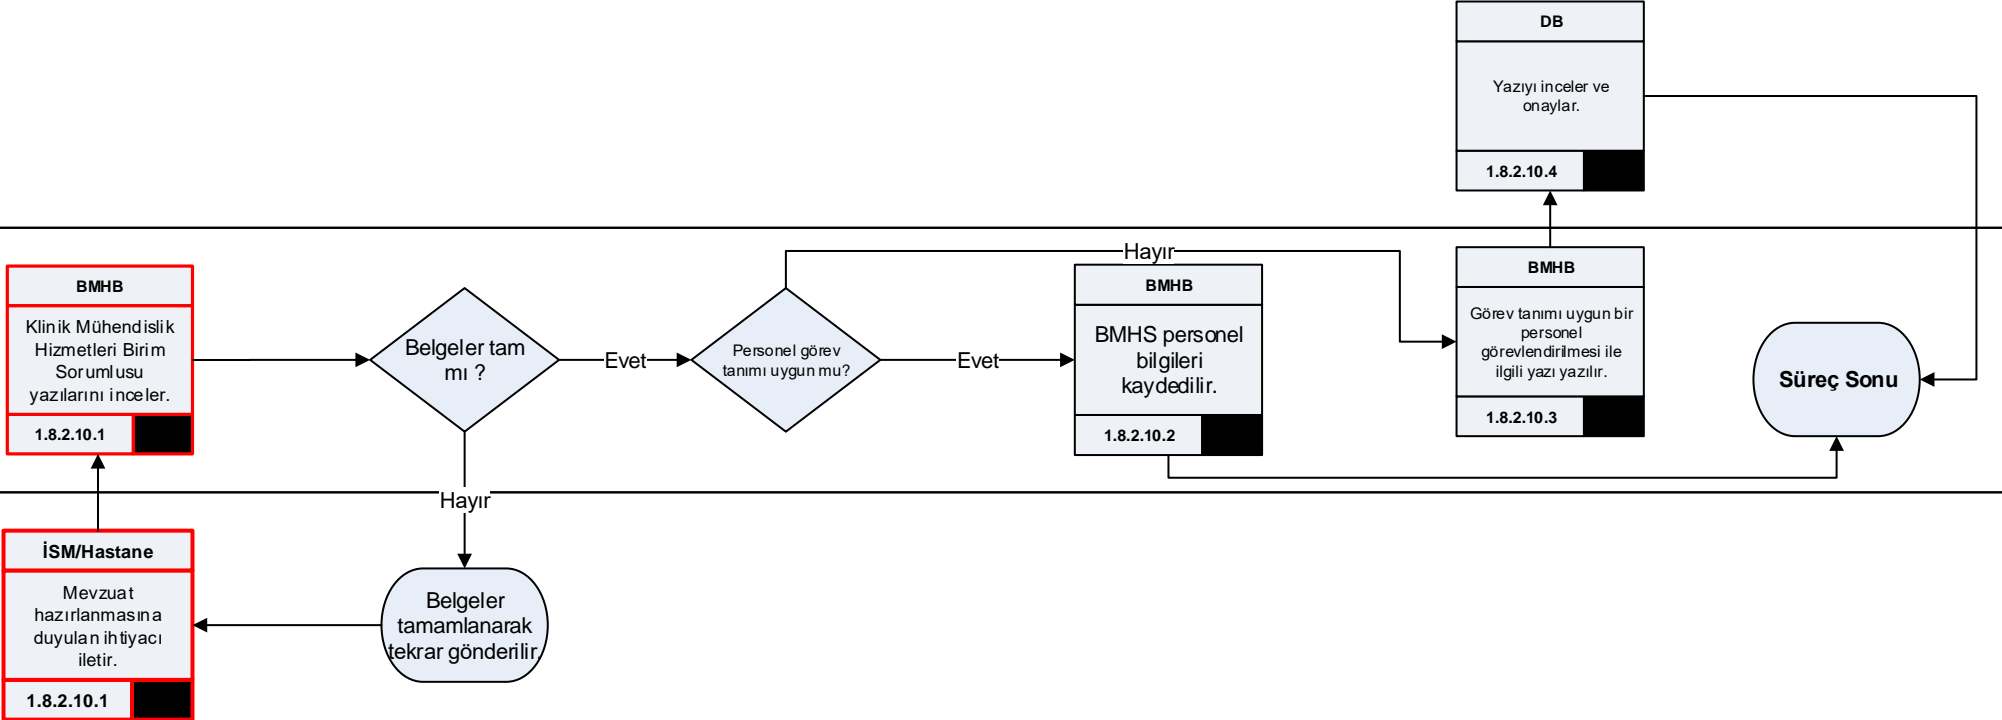 DB
Yazıyı inceler ve
onaylar.
1.8.2.10.4
BMHB
Klinik Mühendislik
Hizmetleri Birim
Sorumlusu
yazılarını inceler.
1.8.2.10.1
Belgeler tam
mı ?
Evet
Personel görev
tanımı uygun mu?
Hayır
Evet
BMHB
BMHS personel
bilgileri
kaydedilir.
1.8.2.10.2
BMHB
Görev tanımı uygun bir
personel
görevlendirilmesi ile
ilgili yazı yazılır.
1.8.2.10.3
Süreç Sonu
Hayır
İSM/Hastane
Mevzuat
hazırlanmasına
duyulan ihtiyacı
iletir.
1.8.2.10.1
Belgeler
tamamlanarak
tekrar gönderilir.